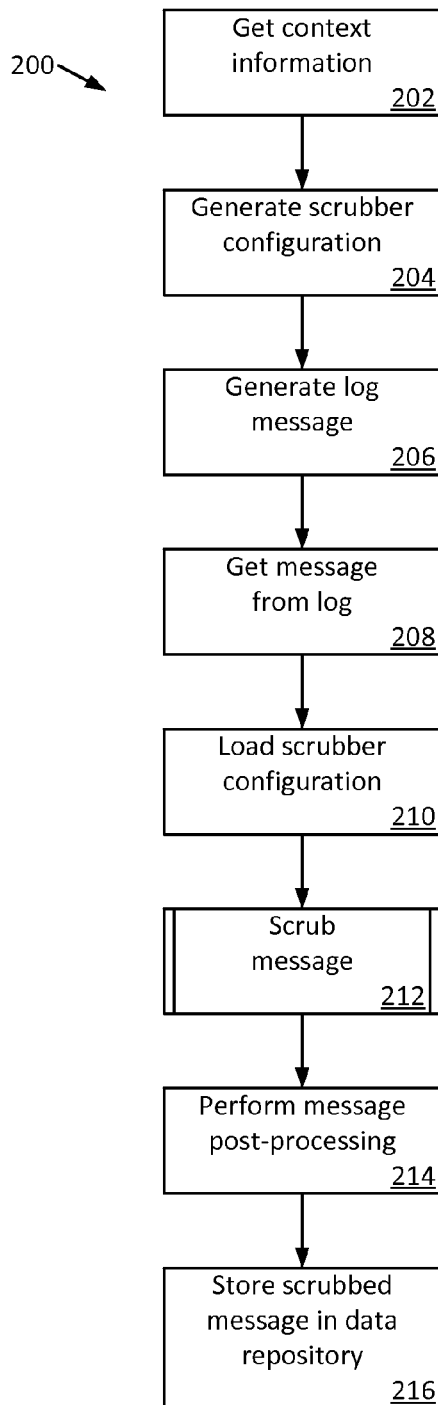 200
Get context
information
202
Generate scrubber
configuration
204
Generate log
message
206
Get message
from log
208
Load scrubber
configuration
210
Scrub
message
212
Perform message
post-processing
214
Store scrubbed
message in data
repository
216